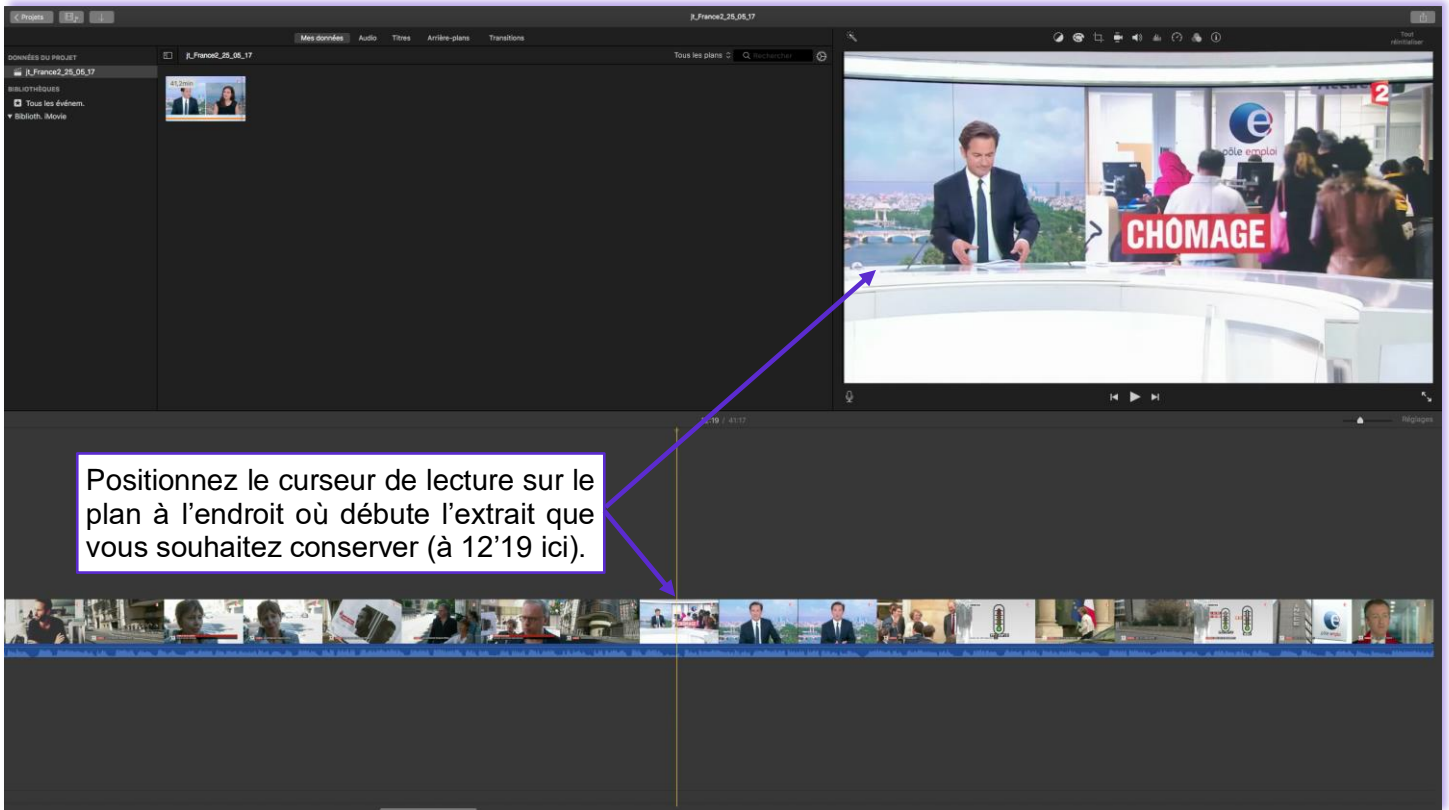 Projets
jt_France2_25_05_17
Mes données Audio Titres Arrière-plans Transitions
Tout
réinitialiser
DONNÉES DU PROJET
jt_France2_25_05_17
BIBLIOTHÈQUES
Tous les événem.
Biblioth. iMovie
jt_France2_25_05_17
Tous les plans
Rechercher
41,2min
2
pôle emploi
CHÔMAGE
:19 / 41:17
Réglages
Positionnez le curseur de lecture sur le
plan à l’endroit où débute l’extrait que
vous souhaitez conserver (à 12’19 ici).